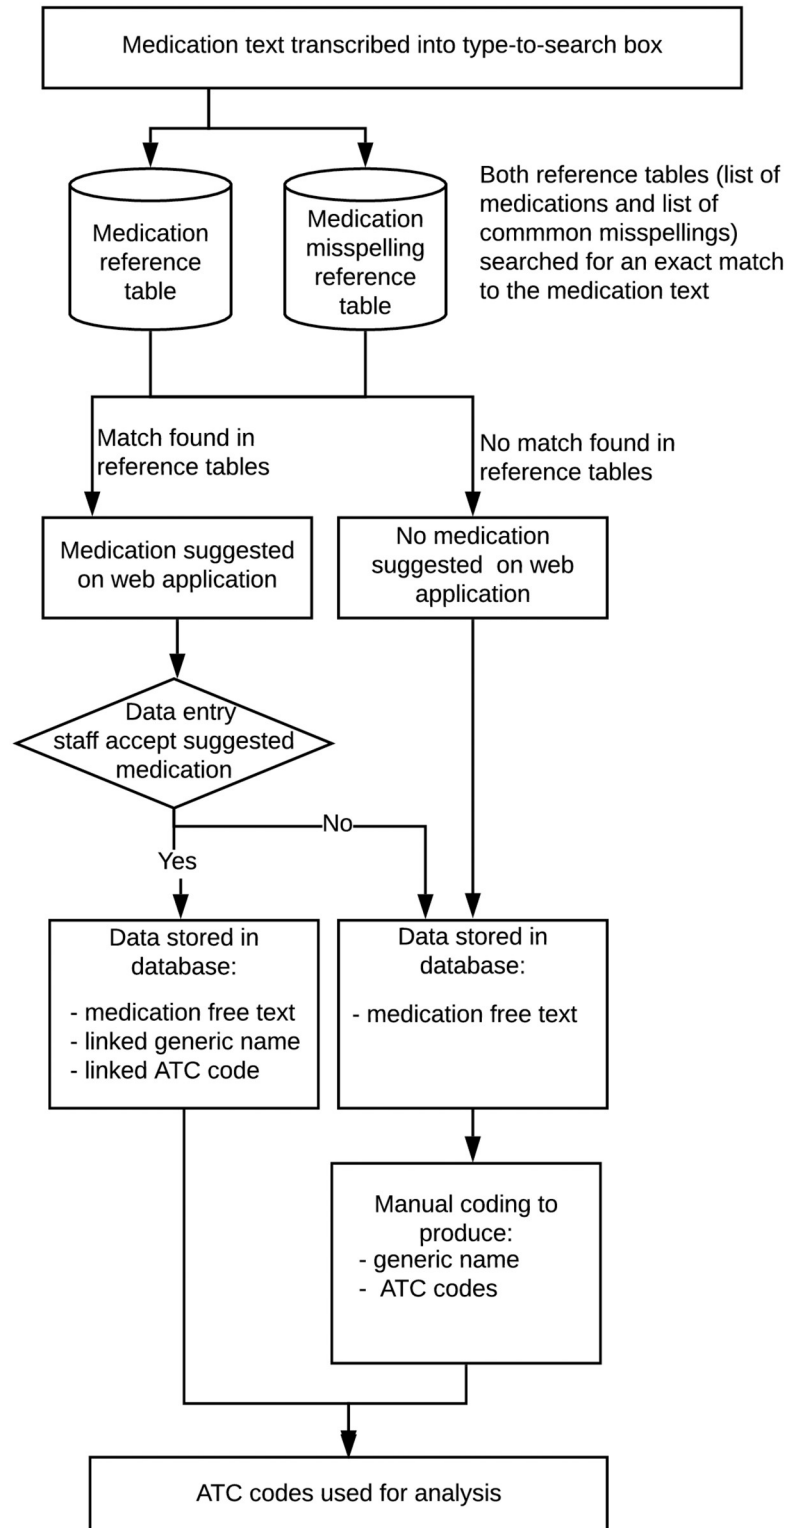 Medication text transcribed into type-to-search box
Medication
reference
table
Medication
misspelling
reference
table
Both reference tables (list of
medications and list of
commmon misspellings)
searched for an exact match
to the medication text
Match found in
reference tables
No match found in
reference tables
Medication suggested
on web application
No medication
suggested on web
application
Data entry
staff accept suggested
medication
No
Yes
Data stored in
database:
- medication free text
- linked generic name
- linked ATC code
Data stored in
database:
- medication free text
Manual coding to
produce:
- generic name
- ATC codes
ATC codes used for analysis